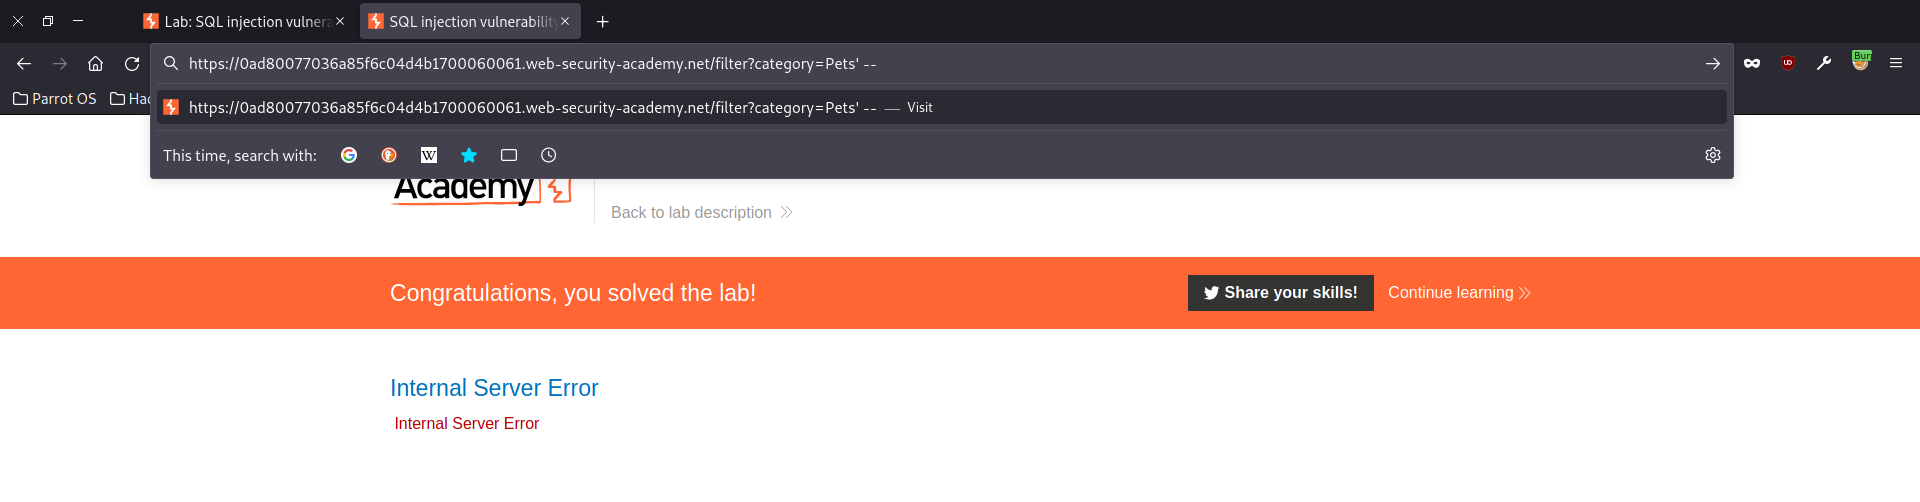 Lab: SQL injection vulnera
SQL injection vulnerability
https://0ad80077036a85f6c04d4b1700060061.web-security-academy.net/filter?category=Pets' --
Bur
Parrot OS
Hac
https://0ad80077036a85f6c04d4b1700060061.web-security-academy.net/filter?category=Pets' -- — Visit
This time, search with:
W
Academy
Back to lab description
Congratulations, you solved the lab!
Share your skills!
Continue learning
Internal Server Error
Internal Server Error